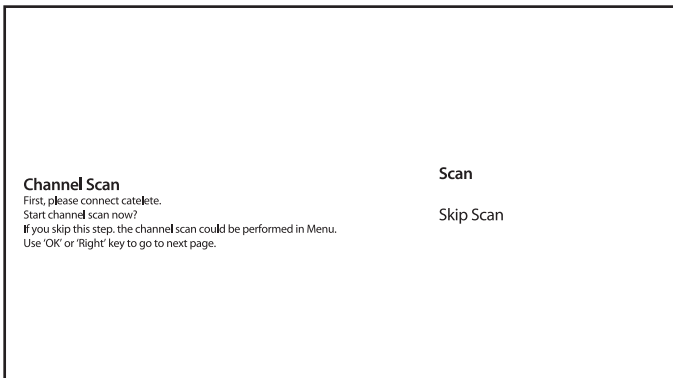 Channel Scan
First, please connect catelete.
Start channel scan now?
If you skip this step. the channel scan could be performed in Menu.
Use ‘OK’ or ‘Right’ key to go to next page.
Scan
Skip Scan